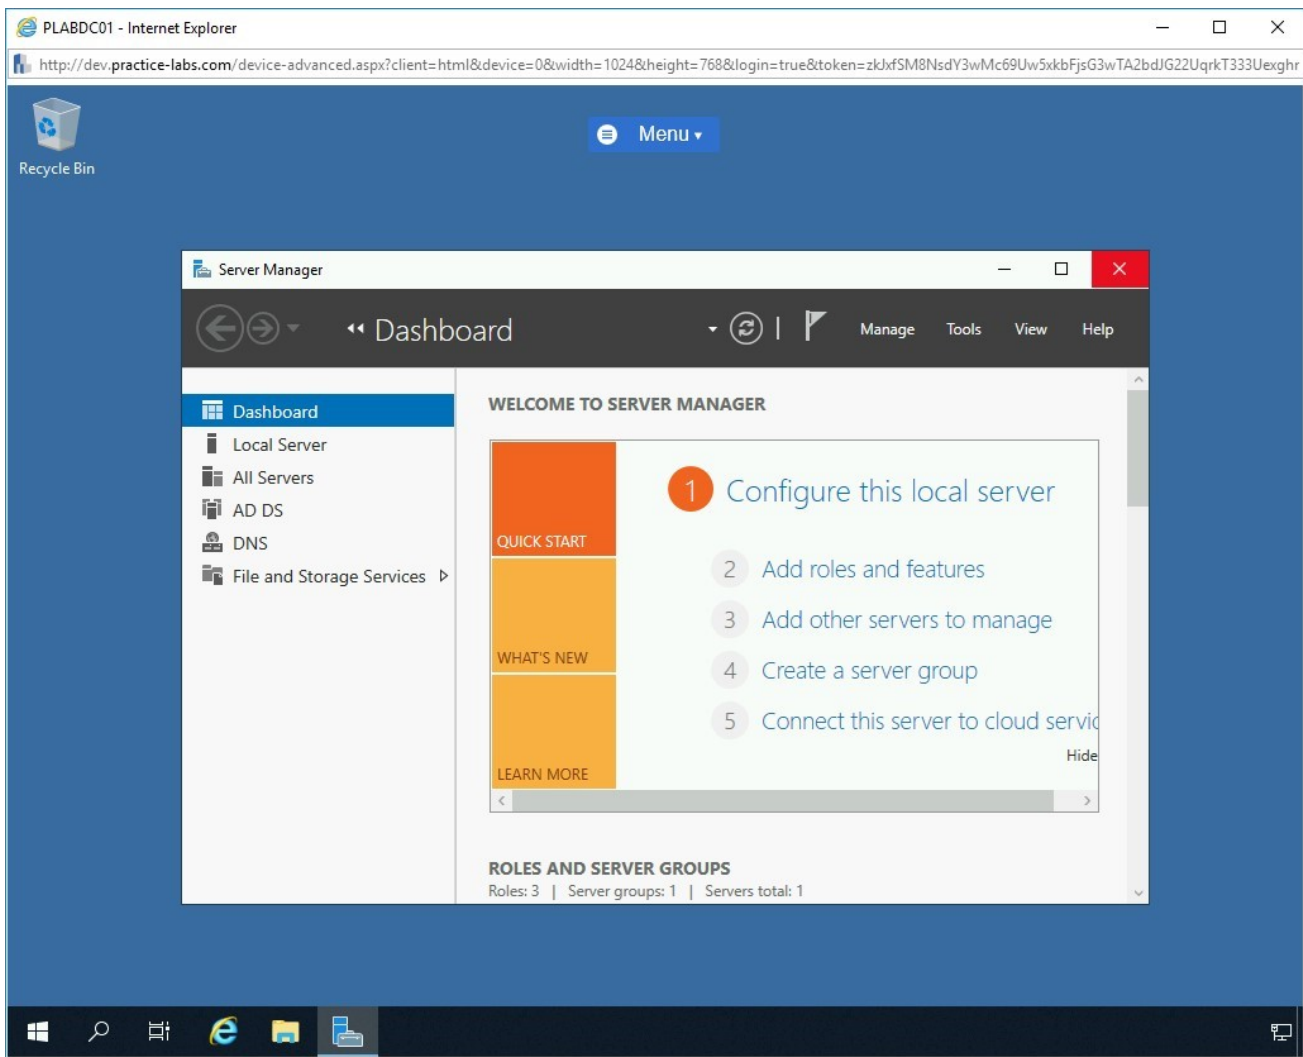 PLABDC01 - Internet Explorer
http://dev.practice-labs.com/device-advanced.aspx?client=html&device=0&width=1024&height=768&login=true&token=zkJxfSM8NsdY3wMc69Uw5xkbFjsG3wTA2bdJG22UqrkT333Uexghr
Recycle Bin
Menu
Server Manager
Dashboard
Manage Tools View Help
Dashboard
Local Server
All Servers
AD DS
DNS
File and Storage Services
WELCOME TO SERVER MANAGER
QUICK START
WHAT'S NEW
LEARN MORE
1 Configure this local server
2 Add roles and features
3 Add other servers to manage
4 Create a server group
5 Connect this server to cloud servic
Hide
ROLES AND SERVER GROUPS
Roles: 3 | Server groups: 1 | Servers total: 1